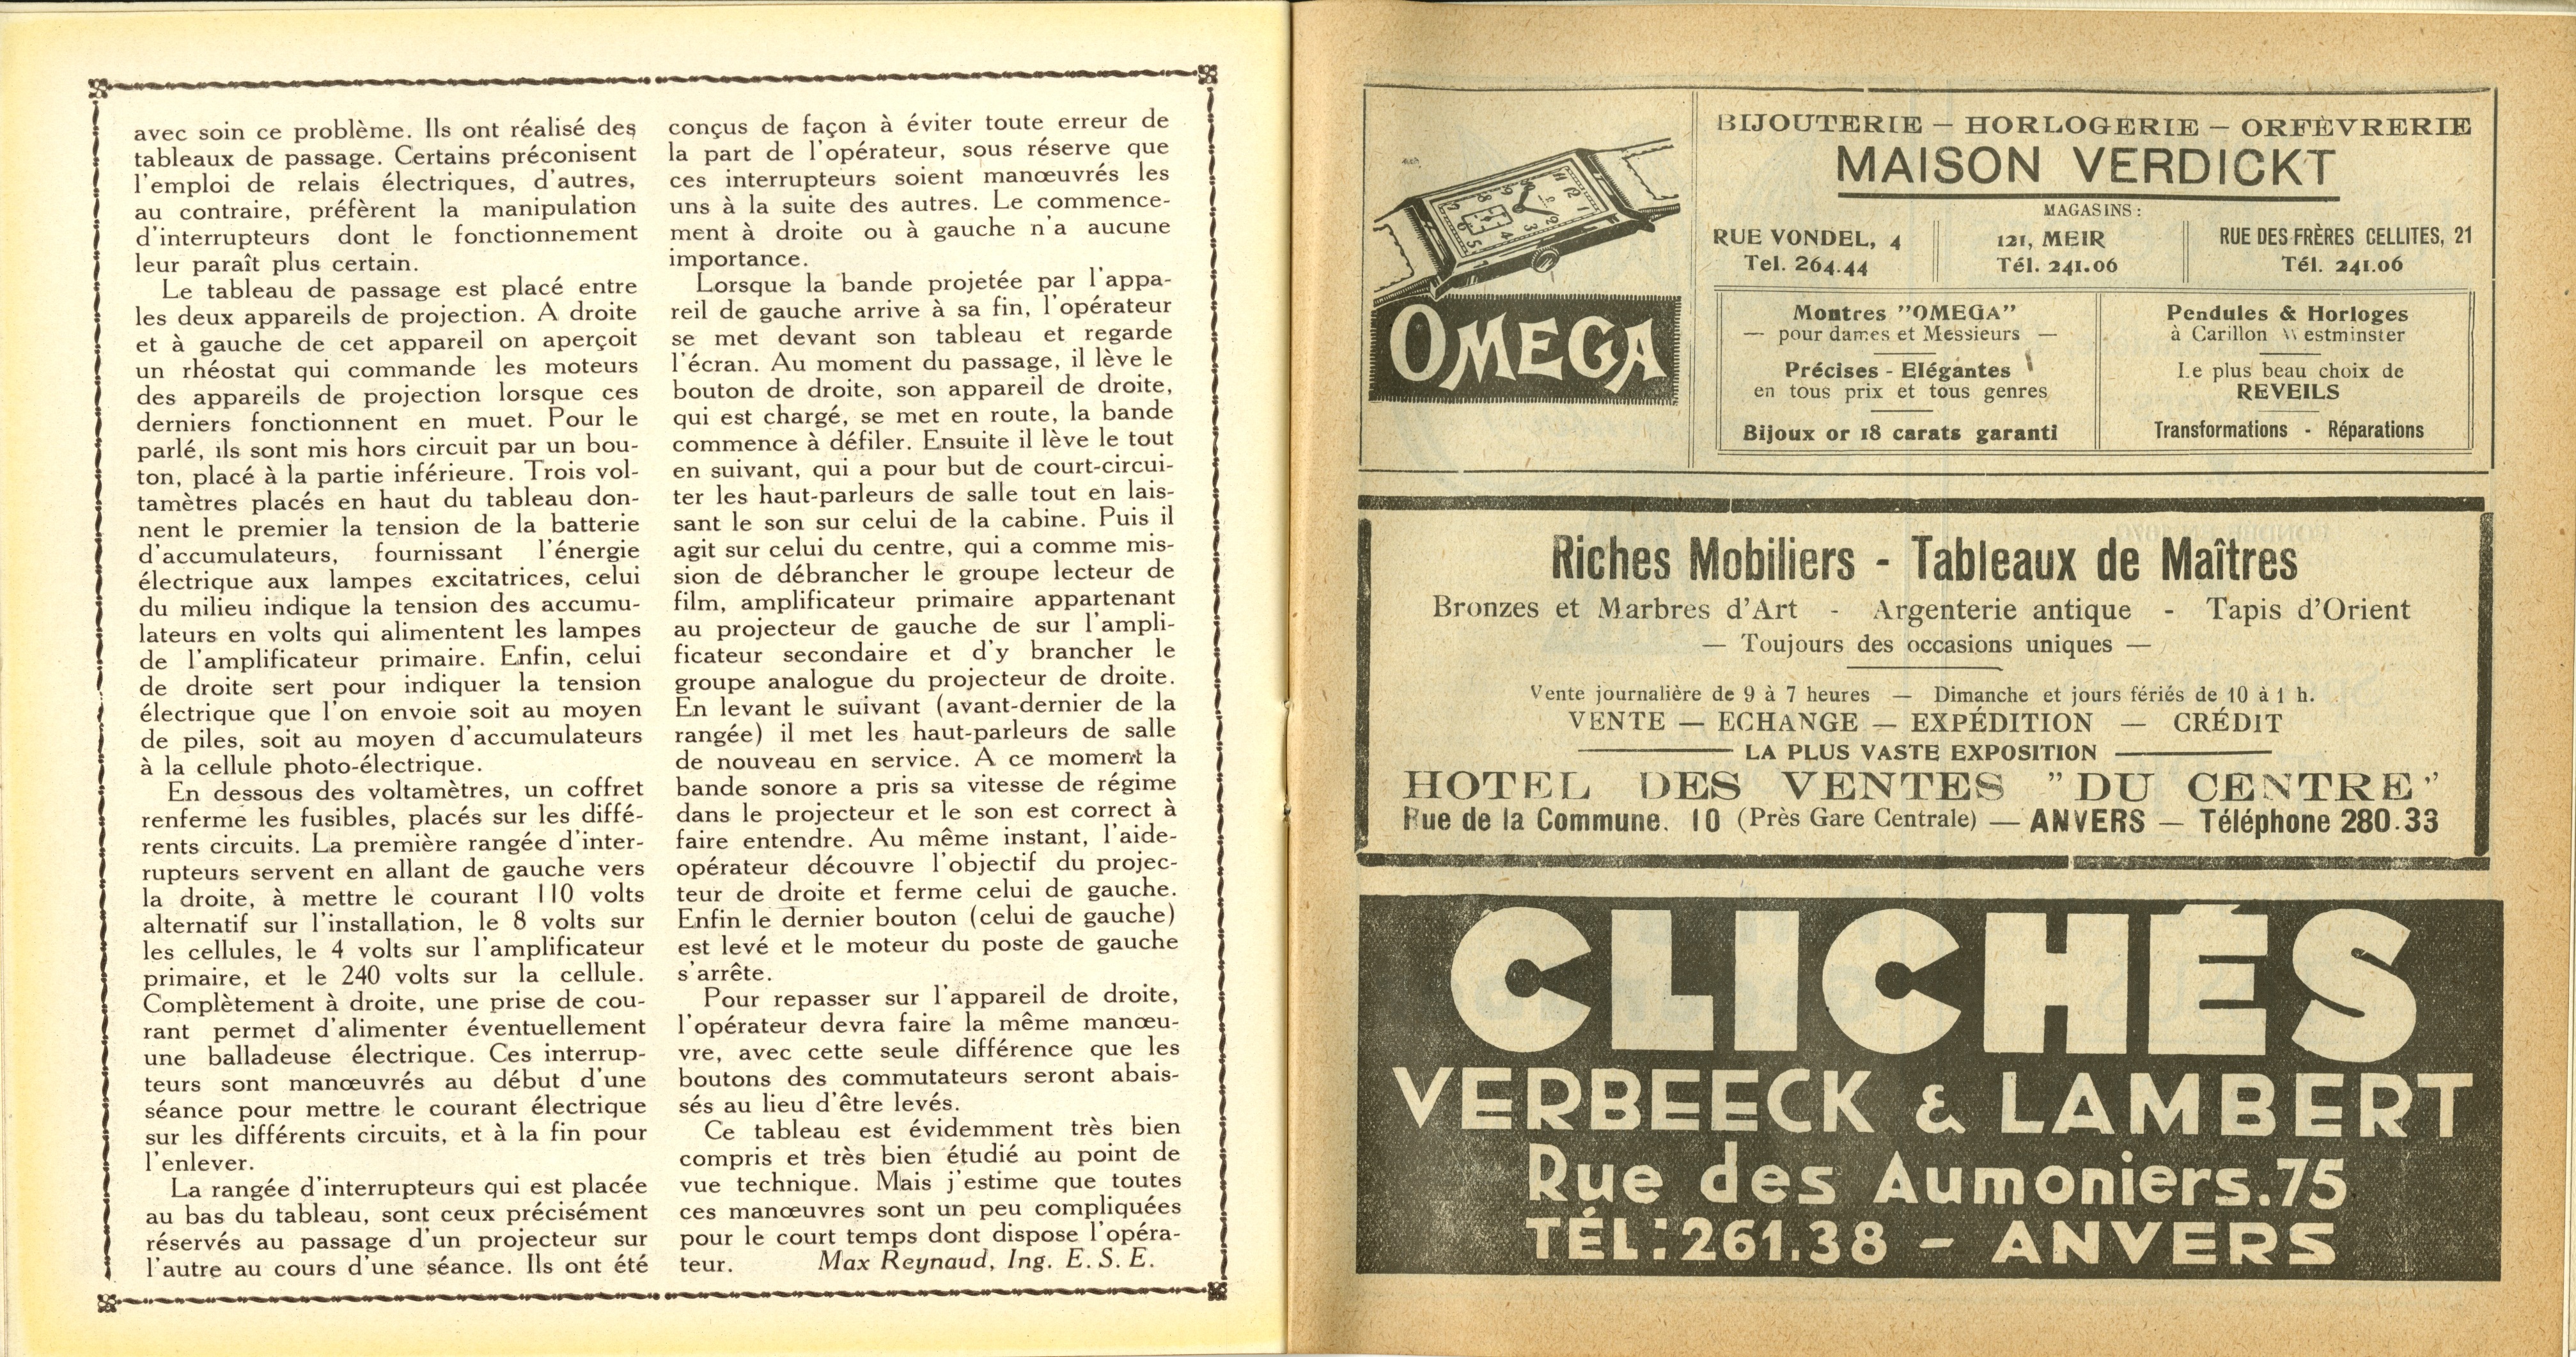 avec soin ce problème. Ils ont réalisé des
tableaux de passage. Certains préconisent
l'emploi de relais électriques, d'autres,
au contraire, préfèrent la manipulation
d'interrupteurs dont le fonctionnement
leur paraît plus certain.
Le tableau de passage est placé entre
les deux appareils de projection. A droite
et à gauche de cet appareil on aperçoit
un rhéostat qui commande les moteurs
des appareils de projection lorsque ces
derniers fonctionnent en muet. Pour le
parlé, ils sont mis hors circuit par un bou-
ton, placé à la partie inférieure. Trois vol-
tamètres placés en haut du tableau don-
nent le premier la tension de la batterie
d'accumulateurs, fournissant l'énergie
électrique aux lampes excitatrices, celui
du milieu indique la tension des accumu-
lateurs en volts qui alimentent les lampes
de l'amplificateur primaire. Enfin, celui
de droite sert pour indiquer la tension
électrique que l'on envoie soit au moyen
de piles, soit au moyen d'accumulateurs
à la cellule photo-électrique.
En dessous des voltamètres, un coffret
renferme les fusibles, placés sur les diffé-
rents circuits. La première rangée d'inter-
rupteurs servent en allant de gauche vers
la droite, à mettre le courant 110 volts
alternatif sur l'installation, le 8 volts sur
les cellules, le 4 volts sur l'amplificateur
primaire, et le 240 volts sur la cellule.
Complètement à droite, une prise de cou-
rant permet d'alimenter éventuellement
une balladeuse électrique. Ces interrup-
teurs sont manœuvrés au début d'une
séance pour mettre le courant électrique
sur les différents circuits, et à la fin pour
l'enlever.
La rangée d'interrupteurs qui est placée
au bas du tableau, sont ceux précisément
réservés au passage d'un projecteur sur
l'autre au cours d'une séance. Ils ont été
conçus de façon à éviter toute erreur de
la part de l'opérateur, sous réserve que
ces interrupteurs soient manœuvrés les
uns à la suite des autres. Le commence-
ment à droite ou à gauche n'a aucune
importance.
Lorsque la bande projetée par l'appa-
reil de gauche arrive à sa fin, l'opérateur
se met devant son tableau et regarde
l'écran. Au moment du passage, il lève le
bouton de droite, son appareil de droite,
qui est chargé, se met en route, la bande
commence à défiler. Ensuite il lève le tout
en suivant, qui a pour but de court-circui-
ter les haut-parleurs de salle tout en lais-
sant le son sur celui de la cabine. Puis il
agit sur celui du centre, qui a comme mis-
sion de débrancher le groupe lecteur de
film, amplificateur primaire appartenant
au projecteur de gauche de sur l'ampli-
ficateur secondaire et d'y brancher le
groupe analogue du projecteur de droite.
En levant le suivant (avant-dernier de la
rangée) il met les haut-parleurs de salle
de nouveau en service. A ce moment la
bande sonore a pris sa vitesse de régime
dans le projecteur et le son est correct à
faire entendre. Au même instant, l'aide-
opérateur découvre l'objectif du projec-
teur de droite et ferme celui de gauche.
Enfin le dernier bouton (celui de gauche)
est levé et le moteur du poste de gauche
s'arrête.
Pour repasser sur l'appareil de droite,
l'opérateur devra faire la même manœu-
vre, avec cette seule différence que les
boutons des commutateurs seront abais-
sés au lieu d'être levés.
Ce tableau est évidemment très bien
compris et très bien étudié au point de
vue technique. Mais j'estime que toutes
ces manœuvres sont un peu compliquées
pour le court temps dont dispose l'opéra-
teur. Max Reynaud, Ing. E. S. E.
OMEGA
BIJOUTERIE – HORLOGERIE – ORFÈVRERIE
MAISON VERDICKT
MAGASINS :
RUE VONDEL, 4
Tel. 264.44
121, MEIR
Tél. 241.06
RUE DES FRÈRES CELLITES, 21
Tél. 241.06
Montres "OMEGA"
— pour dames et Messieurs —
Précises - Elégantes
en tous prix et tous genres
Bijoux or 18 carats garanti
Pendules & Horloges
à Carillon Westminster
Le plus beau choix de
REVEILS
Transformations - Réparations
Riches Mobiliers - Tableaux de Maîtres
Bronzes et Marbres d'Art - Argenterie antique - Tapis d'Orient
— Toujours des occasions uniques —
Vente journalière de 9 à 7 heures — Dimanche et jours fériés de 10 à 1 h.
VENTE — ECHANGE — EXPÉDITION — CRÉDIT
LA PLUS VASTE EXPOSITION
HOTEL DES VENTES "DU CENTRE"
Rue de la Commune. 10 (Près Gare Centrale) — ANVERS — Téléphone 280.33
CLICHÉS
VERBEECK & LAMBERT
Rue des Aumoniers.75
TÉL: 261.38 - ANVERS